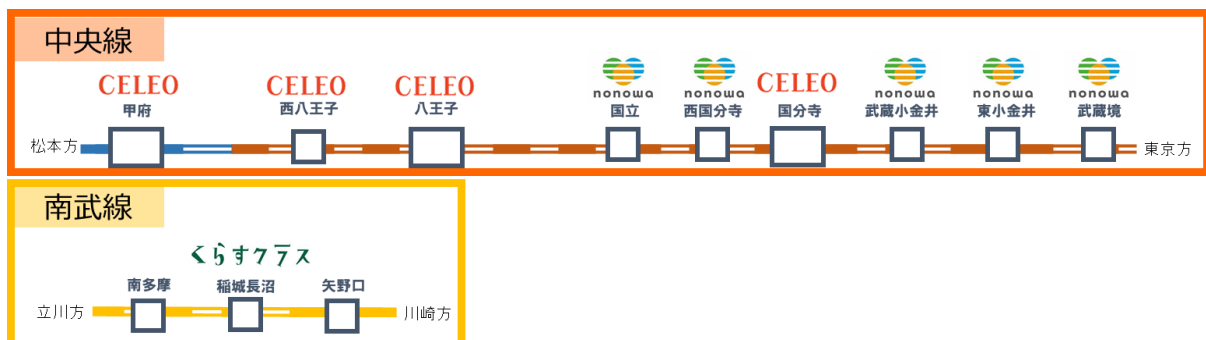 中央線
CELEO
甲府
CELEO
西八王子
CELEO
八王子
nonowa
国立
nonowa
西国分寺
CELEO
国分寺
nonowa
武蔵小金井
nonowa
東小金井
nonowa
武蔵境
松本方
東京方
南武線
くらすクラス
南多摩
稲城長沼
矢野口
立川方
川崎方